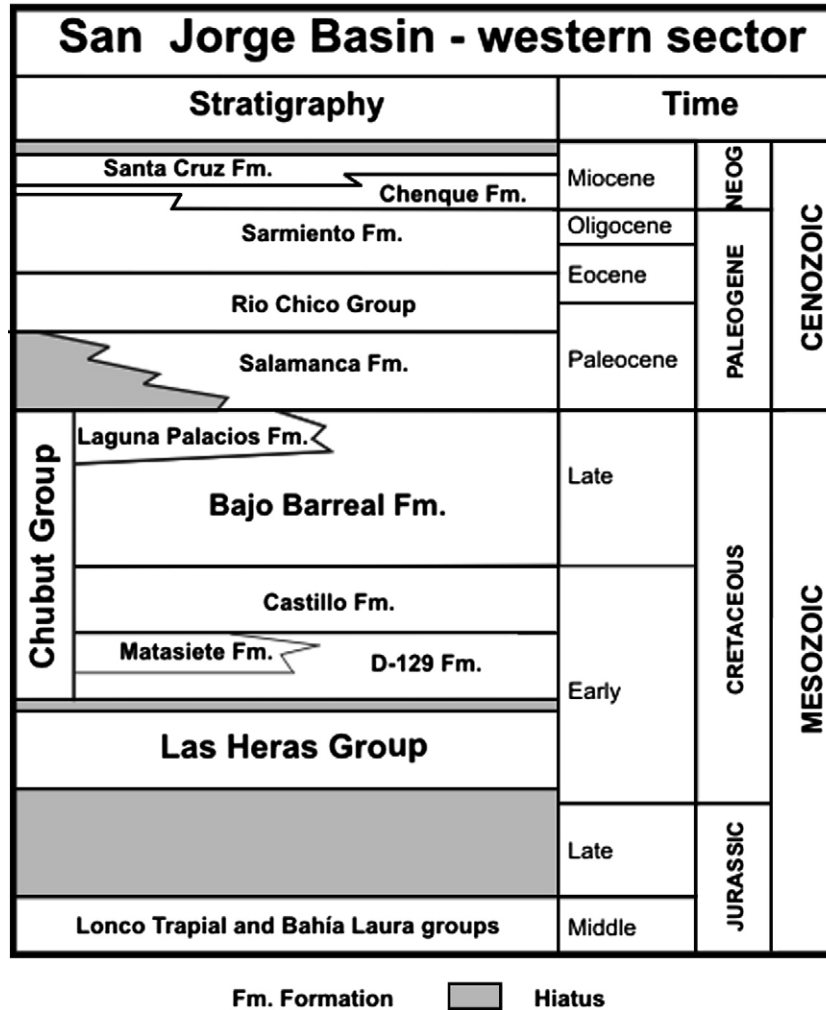 San Jorge Basin - western sector
Stratigraphy
Time
Santa Cruz Fm.
Chenque Fm.
Sarmiento Fm.
Rio Chico Group
Salamanca Fm.
Chubut Group
Laguna Palacios Fm.
Bajo Barreal Fm.
Castillo Fm.
Matasiete Fm.
D-129 Fm.
Las Heras Group
Lonco Trapial and Bahía Laura groups
Miocene
Oligocene
Eocene
Paleocene
Late
Early
Late
Middle
NEOG
PALEOGENE
CRETACEOUS
JURASSIC
CENOZOIC
MESOZOIC
Fm. Formation
Hiatus